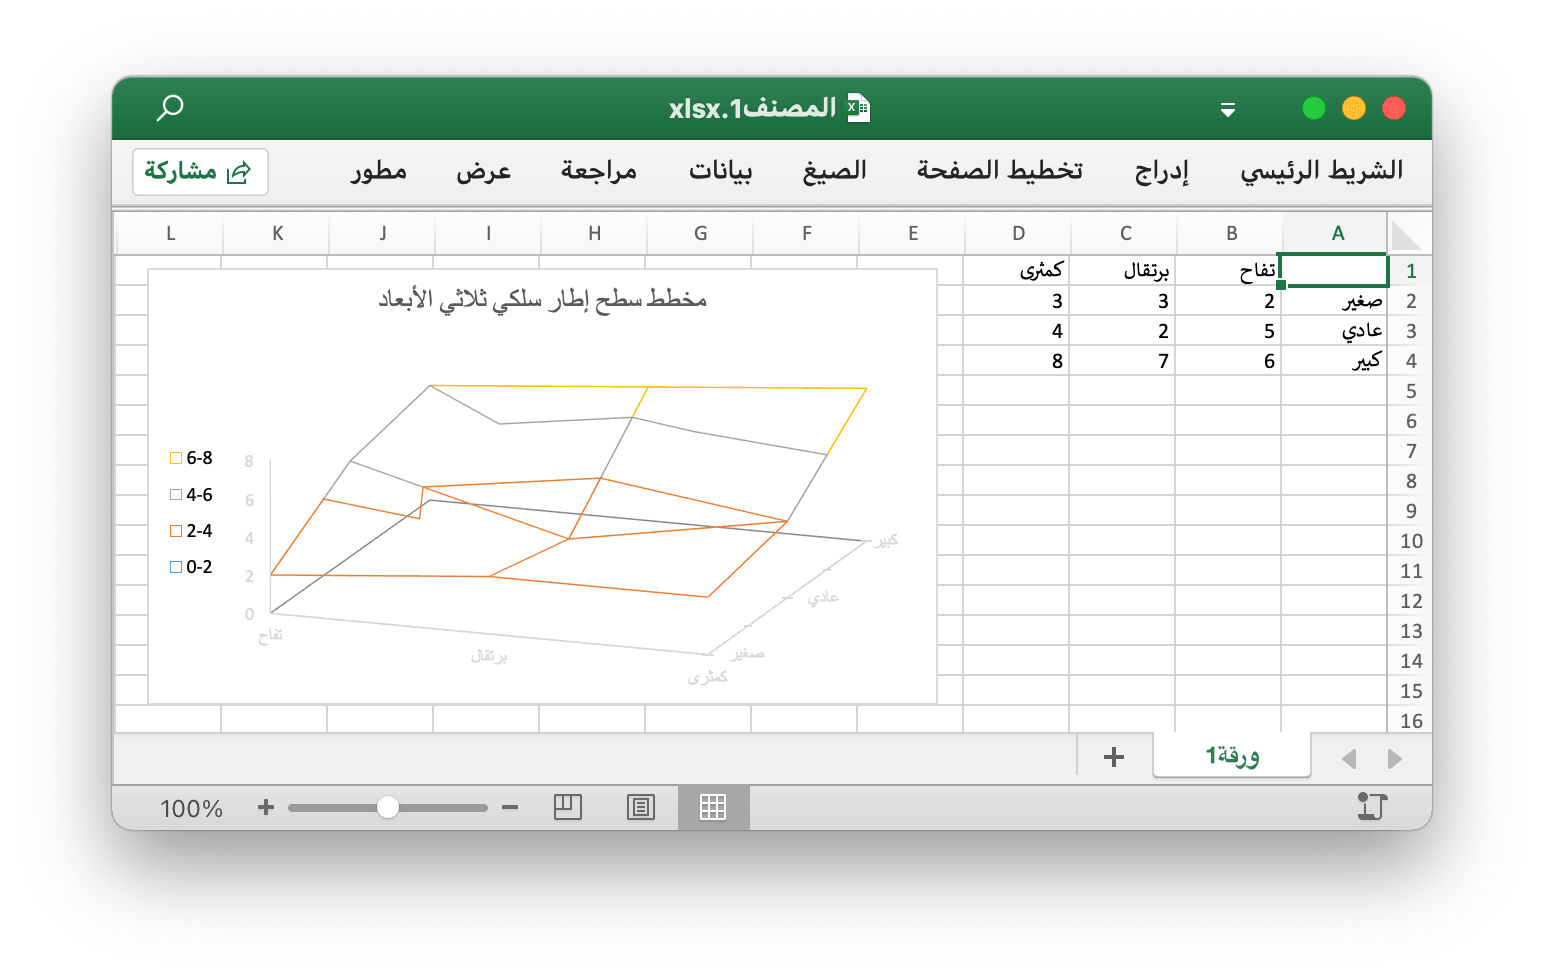 المصنف1.xlsx
الشريط الرئيسي إدراج تخطيط الصفحة الصيغ بيانات مراجعة عرض مطور مشاركة
A B C D E F G H I J K L
1 تفاح برتقال كمثرى
2 صغير 2 3 3
3 عادي 5 2 4
4 كبير 6 7 8
5
6
7
8
9
10
11
12
13
14
15
16
مخطط سطح إطار سلكي ثلاثي الأبعاد
6-8
4-6
2-4
0-2
8
6
4
2
0
كبير
عادي
صغير
تفاح
برتقال
كمثرى
ورقة1
100%